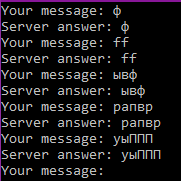 Your message: ф
Server answer: ф
Your message: ff
Server answer: ff
Your message: ывф
Server answer: ывф
Your message: рапвр
Server answer: рапвр
Your message: уыППП
Server answer: уыППП
Your message: